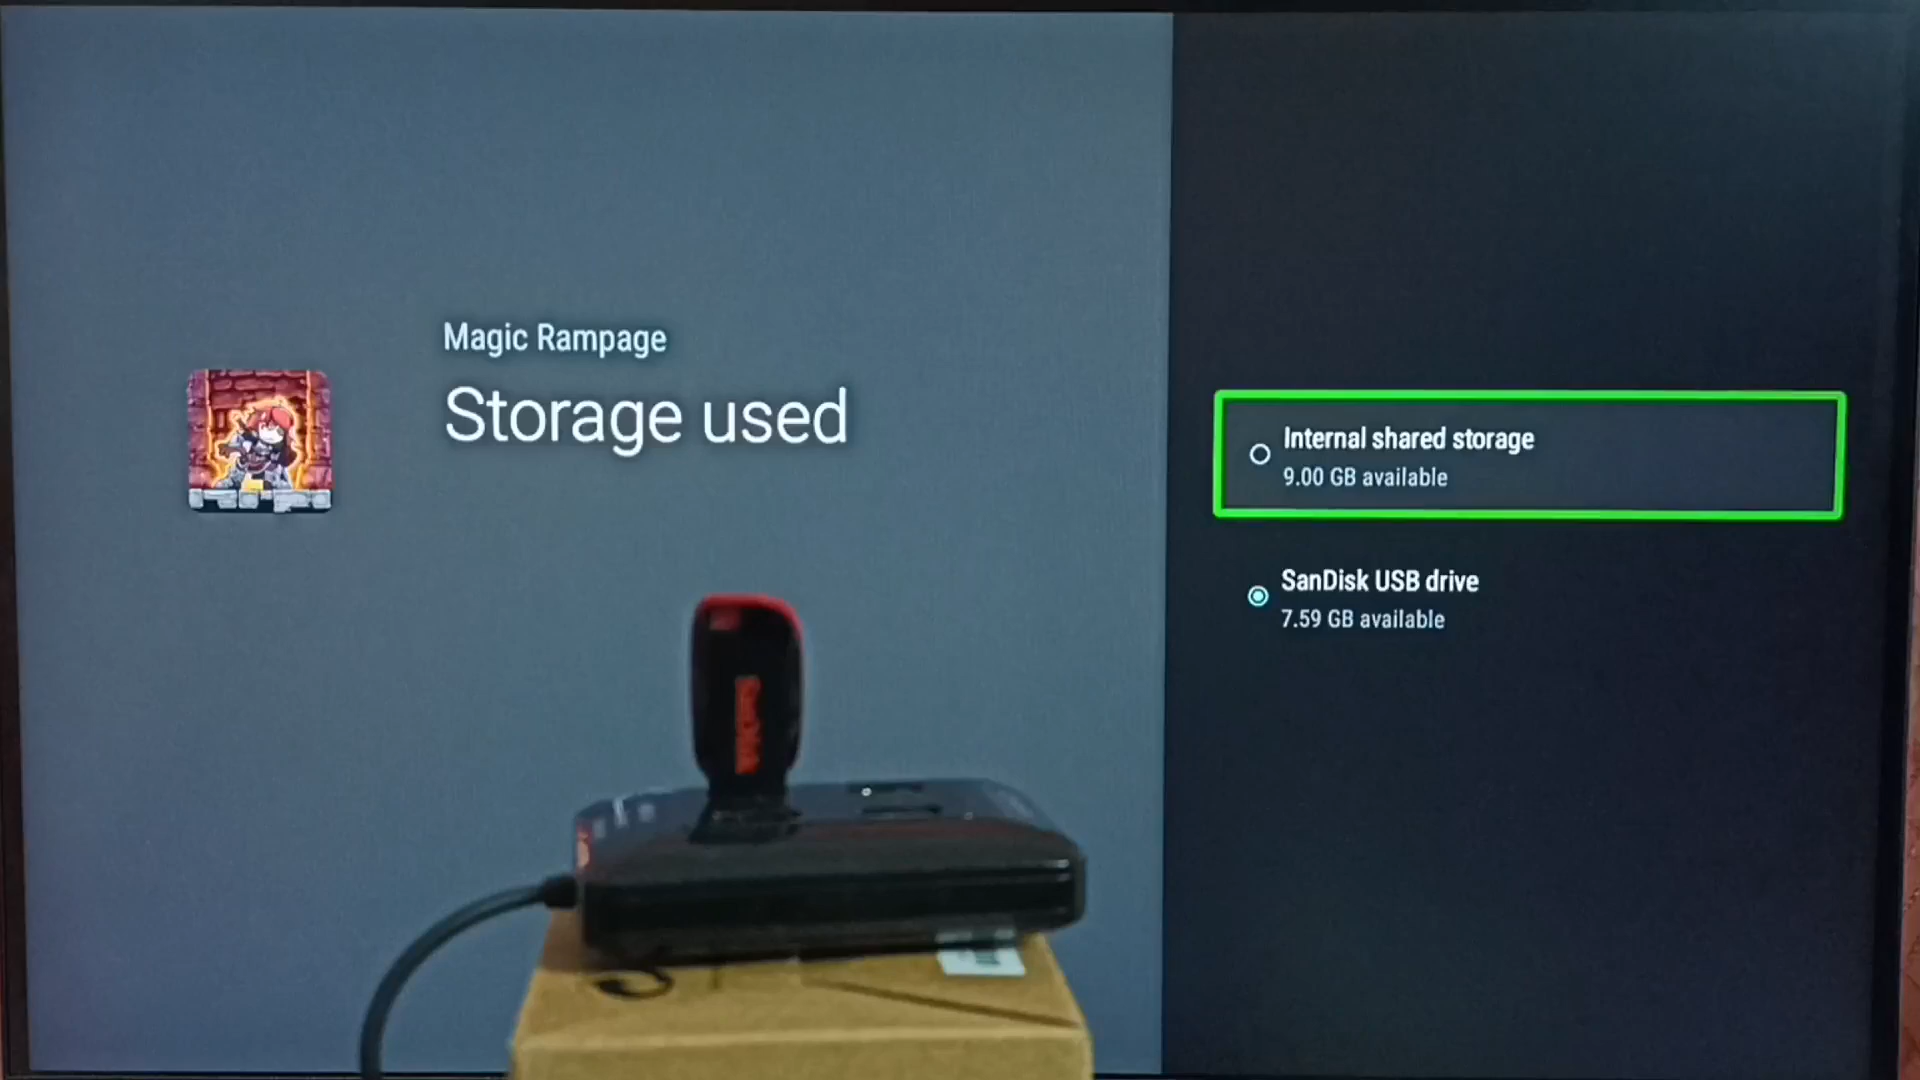 Magic Rampage
Storage used
Internal shared storage
9.00 GB available
SanDisk USB drive
7.59 GB available
SanDisk